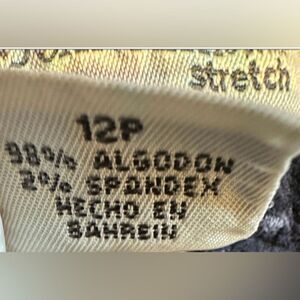 stretch
12P
98% ALGODON
2% SPANDEX
HECHO EN
BAHREIN